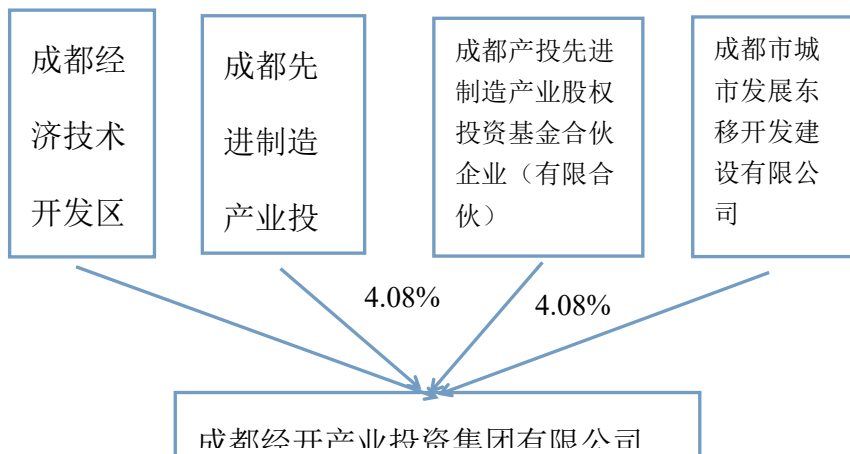 成都经
济技术
开发区
成都先
进制造
产业投
成都产投先进
制造产业股权
投资基金合伙
企业（有限合
伙）
成都市城
市发展东
移开发建
设有限公
司
4.08%
4.08%
成都经开产业投资集团有限公司